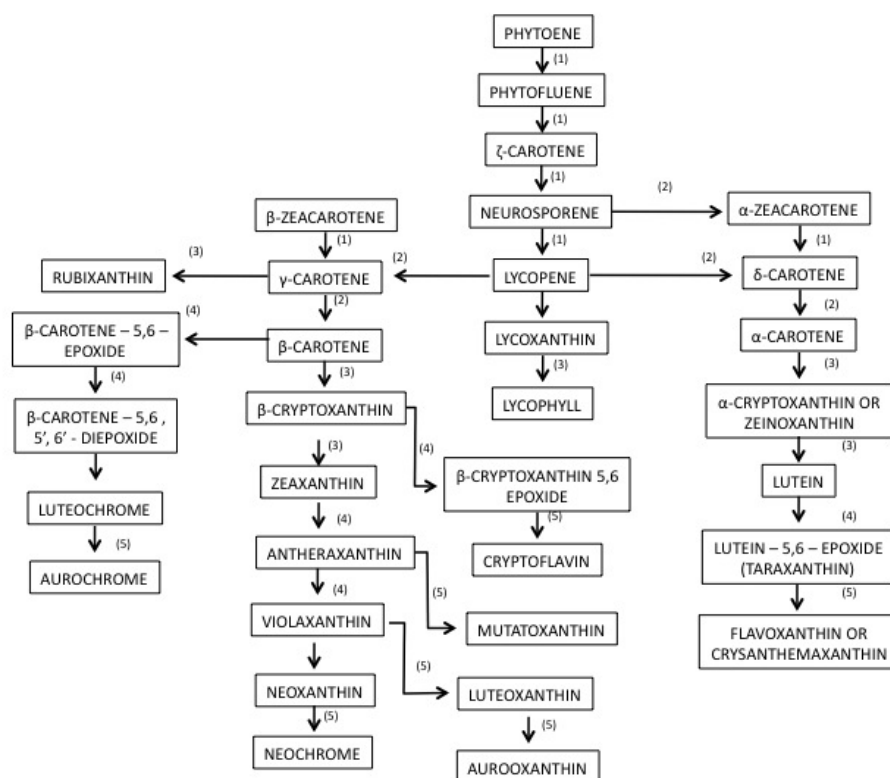 PHYTOENE
(1)
PHYTOFLUENE
(1)
ζ-CAROTENE
(1)
(2)
β-ZEACAROTENE
NEUROSPORENE
α-ZEACAROTENE
(1)
(1)
(1)
(3)
(2)
(2)
RUBIXANTHIN
γ-CAROTENE
LYCOPENE
δ-CAROTENE
(2)
(2)
(4)
β-CAROTENE – 5,6 –
EPOXIDE
β-CAROTENE
LYCOXANTHIN
α-CAROTENE
(4)
(3)
(3)
(3)
β-CAROTENE – 5,6 ,
5’, 6’ - DIEPOXIDE
β-CRYPTOXANTHIN
LYCOPHYLL
α-CRYPTOXANTHIN OR
ZEINOXANTHIN
(3)
(4)
(3)
LUTEOCHROME
ZEAXANTHIN
β-CRYPTOXANTHIN 5,6
EPOXIDE
LUTEIN
(5)
(4)
(5)
(4)
AUROCHROME
ANTHERAXANTHIN
CRYPTOFLAVIN
LUTEIN – 5,6 – EPOXIDE
(TARAXANTHIN)
(4)
(5)
(5)
VIOLAXANTHIN
MUTATOXANTHIN
FLAVOXANTHIN OR
CRYSANTHEMAXANTHIN
(5)
NEOXANTHIN
LUTEOXANTHIN
(5)
(5)
NEOCHROME
AUROOXANTHIN